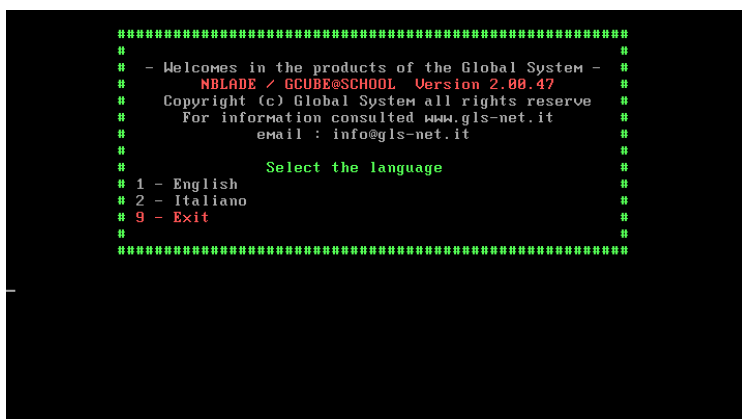 #######################################################
#                                                     #
#  - Welcomes in the products of the Global System -  #
#        NBLADE / GCUBE@SCHOOL  Version 2.00.47       #
#    Copyright (c) Global System all rights reserve   #
#      For information consulted www.gls-net.it       #
#              email : info@gls-net.it                #
#                                                     #
#               Select the language                   #
# 1 - English                                         #
# 2 - Italiano                                        #
# 9 - Exit                                            #
#                                                     #
#######################################################